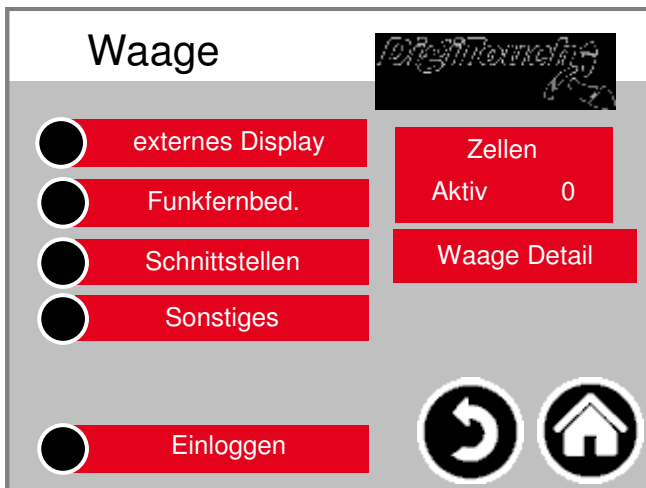 Waage
DigiTouch
externes Display
Funkfernbed.
Schnittstellen
Sonstiges
Einloggen
Zellen
Aktiv 0
Waage Detail